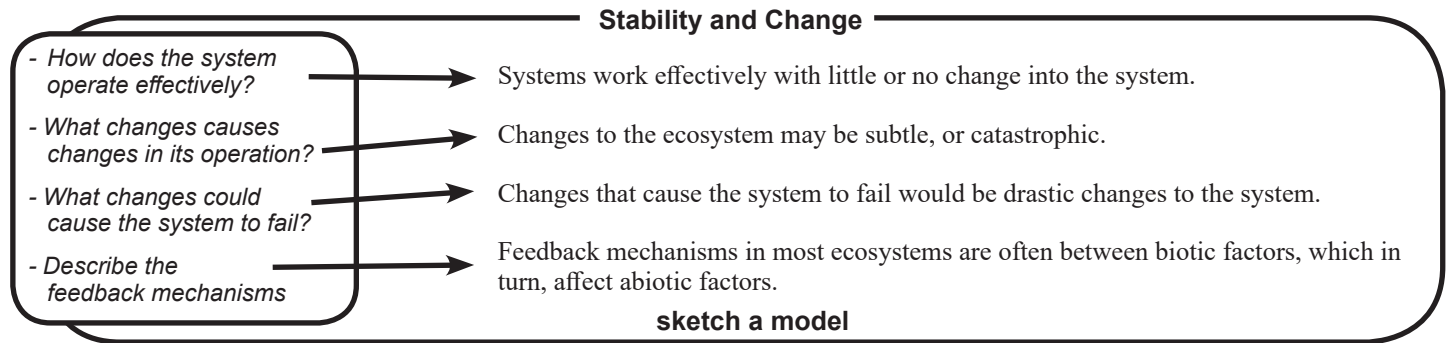 Stability and Change
- How does the system
operate effectively?
Systems work effectively with little or no change into the system.
- What changes causes
changes in its operation?
Changes to the ecosystem may be subtle, or catastrophic.
- What changes could
cause the system to fail?
Changes that cause the system to fail would be drastic changes to the system.
- Describe the
feedback mechanisms
Feedback mechanisms in most ecosystems are often between biotic factors, which in
turn, affect abiotic factors.
sketch a model